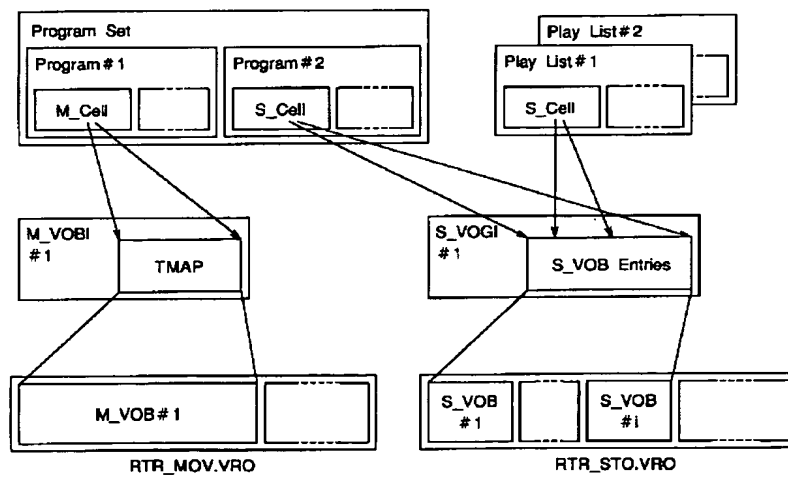 Program Set
Program#1
M_Cell
Program#2
S_Cell
Play List#2
Play List#1
S_Cell
M_VOBI
#1
TMAP
S_VOGI
#1
S_VOB Entries
M_VOB#1
RTR_MOV.VRO
S_VOB
#1
S_VOB
#i
RTR_STO.VRO